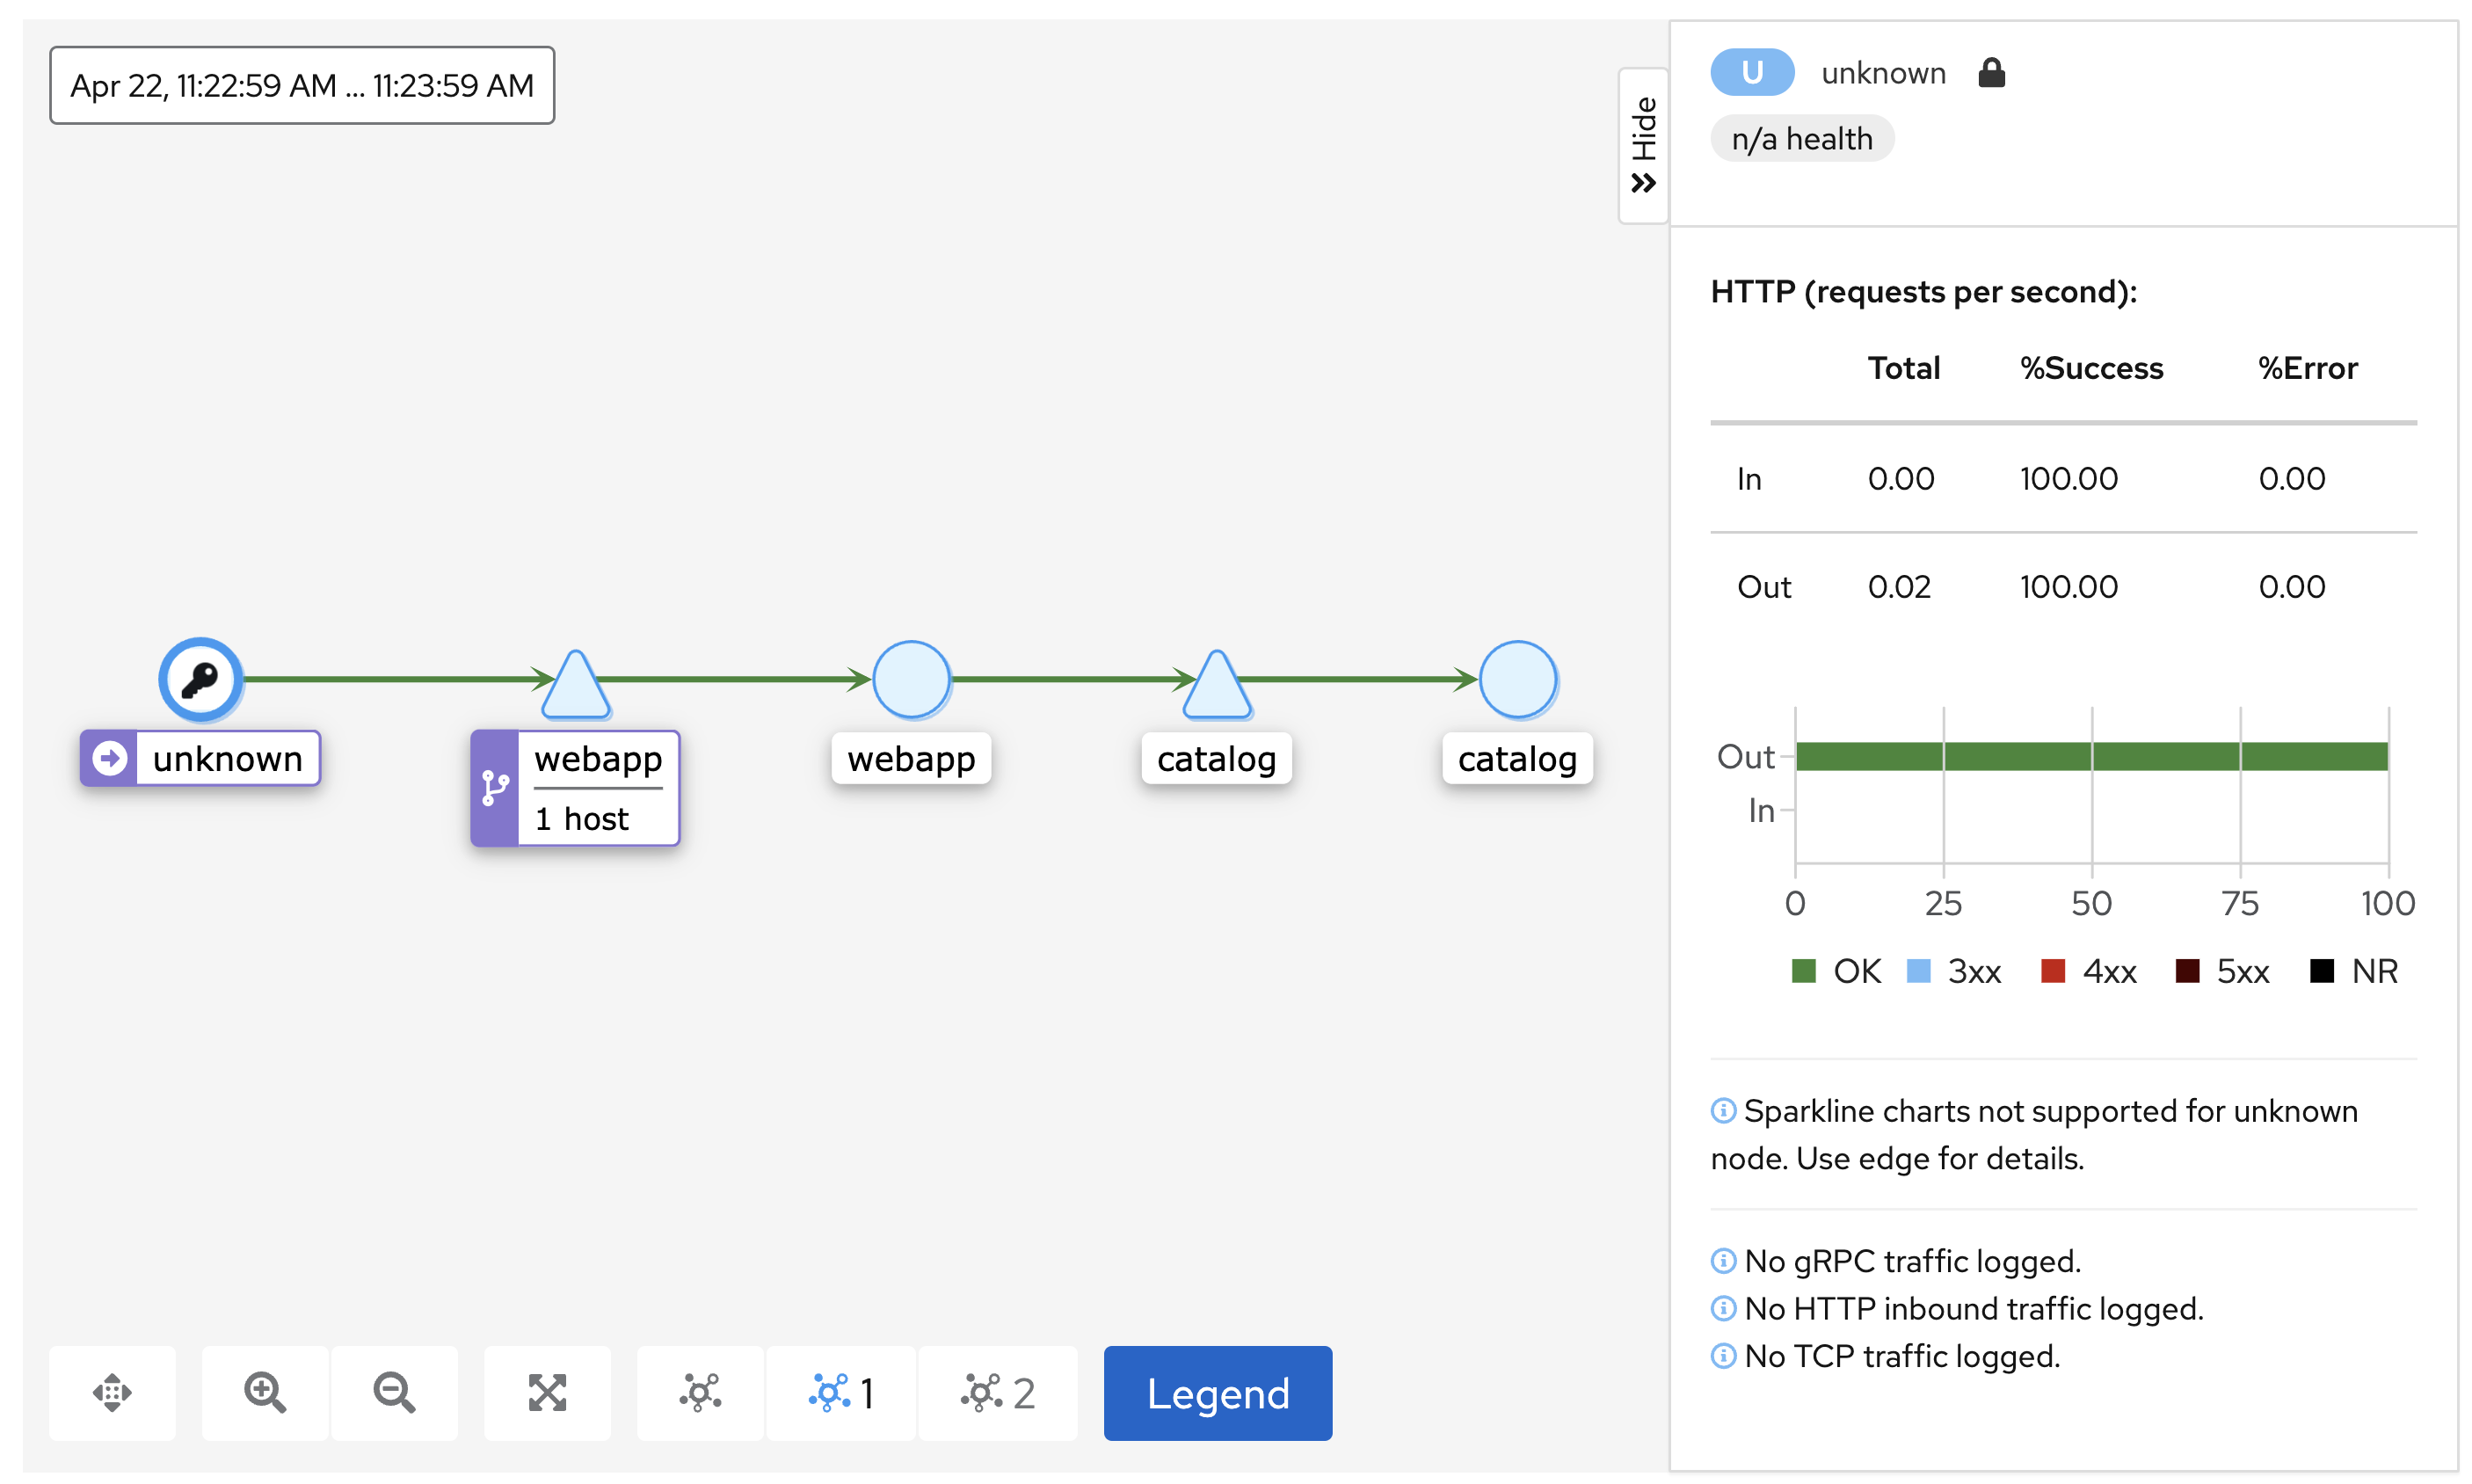 Apr 22, 11:22:59 AM ... 11:23:59 AM
Hide
unknown
webapp
1 host
webapp
catalog
catalog
1
2
Legend
U unknown
n/a health
HTTP (requests per second):
Total %Success %Error
In 0.00 100.00 0.00
Out 0.02 100.00 0.00
Out
In
0 25 50 75 100
OK 3xx 4xx 5xx NR
Sparkline charts not supported for unknown
node. Use edge for details.
No gRPC traffic logged.
No HTTP inbound traffic logged.
No TCP traffic logged.